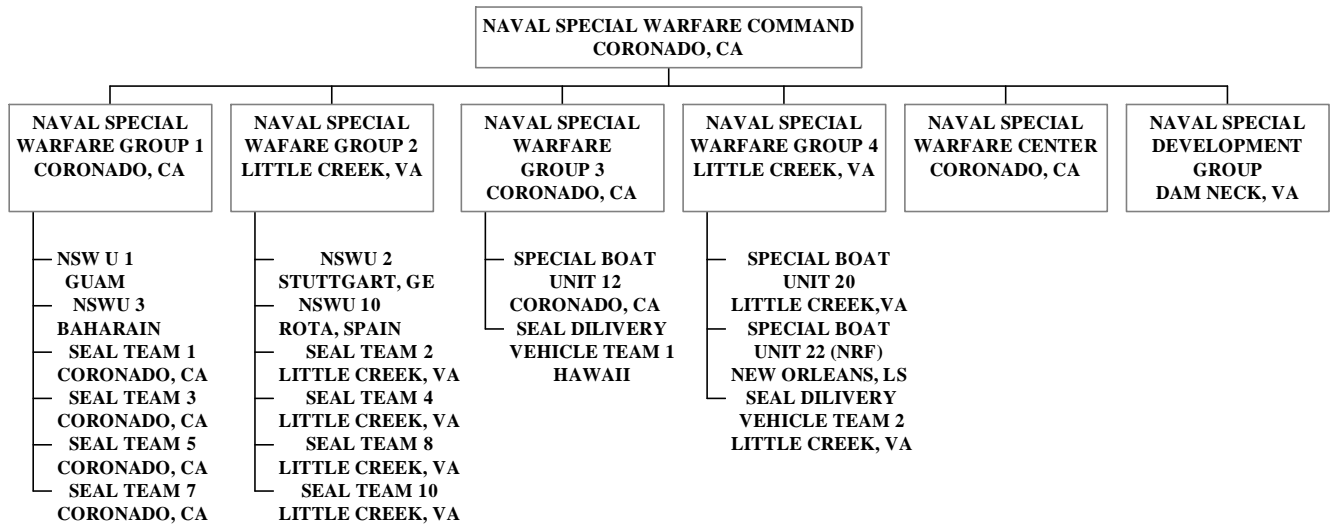 NAVAL SPECIAL WARFARE COMMAND
CORONADO, CA
NAVAL SPECIAL
WARFARE GROUP 1
CORONADO, CA
NAVAL SPECIAL
WAFARE GROUP 2
LITTLE CREEK, VA
NAVAL SPECIAL
WARFARE
GROUP 3
CORONADO, CA
NAVAL SPECIAL
WARFARE GROUP 4
LITTLE CREEK, VA
NAVAL SPECIAL
WARFARE CENTER
CORONADO, CA
NAVAL SPECIAL
DEVELOPMENT
GROUP
DAM NECK, VA
NSW U 1
GUAM
NSWU 3
BAHARAIN
SEAL TEAM 1
CORONADO, CA
SEAL TEAM 3
CORONADO, CA
SEAL TEAM 5
CORONADO, CA
SEAL TEAM 7
CORONADO, CA
NSWU 2
STUTTGART, GE
NSWU 10
ROTA, SPAIN
SEAL TEAM 2
LITTLE CREEK, VA
SEAL TEAM 4
LITTLE CREEK, VA
SEAL TEAM 8
LITTLE CREEK, VA
SEAL TEAM 10
LITTLE CREEK, VA
SPECIAL BOAT
UNIT 12
CORONADO, CA
SEAL DILIVERY
VEHICLE TEAM 1
HAWAII
SPECIAL BOAT
UNIT 20
LITTLE CREEK,VA
SPECIAL BOAT
UNIT 22 (NRF)
NEW ORLEANS, LS
SEAL DILIVERY
VEHICLE TEAM 2
LITTLE CREEK, VA